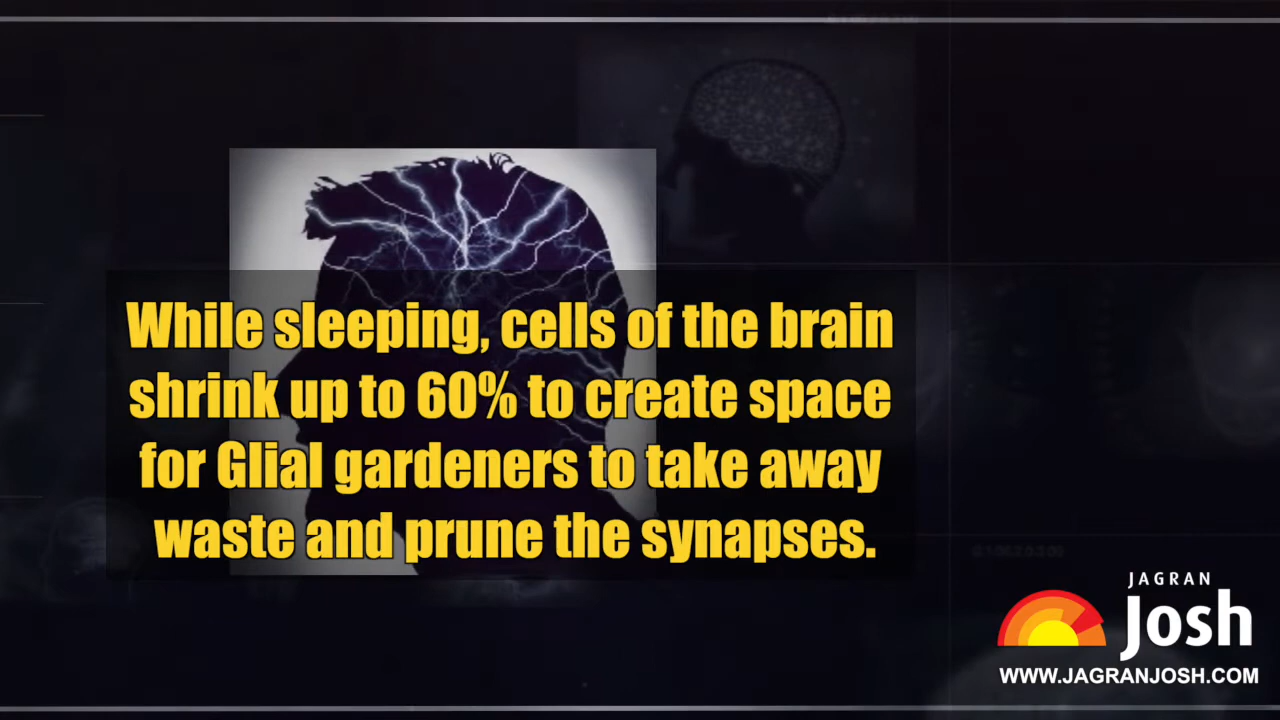 While sleeping, cells of the brain
shrink up to 60% to create space
for Glial gardeners to take away
waste and prune the synapses.
JAGRAN
Josh
WWW.JAGRANJOSH.COM